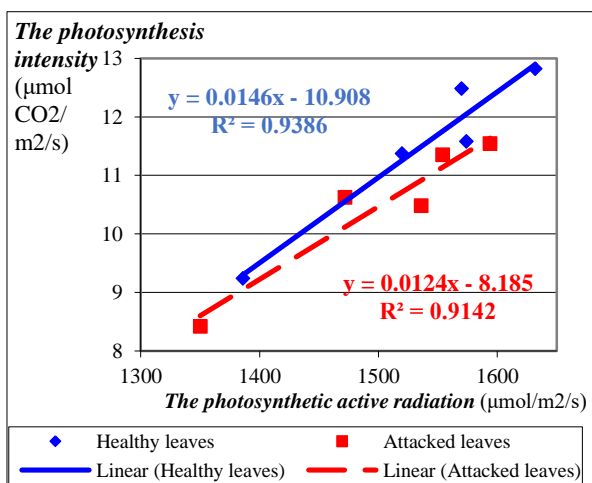 The photosynthesis
intensity
(μmol
CO2/
m2/s)
13
12
11
10
9
8
y = 0.0146x - 10.908
R² = 0.9386
y = 0.0124x - 8.185
R² = 0.9142
1300 1400 1500 1600
The photosynthetic active radiation (μmol/m2/s)
Healthy leaves Attacked leaves
Linear (Healthy leaves) Linear (Attacked leaves)